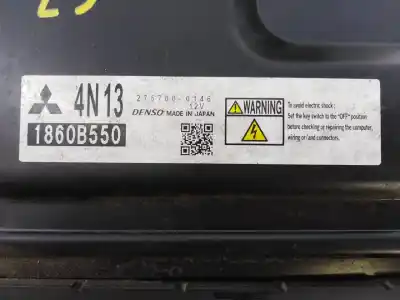 4N13
275700-0146
12V
DENSO MADE IN JAPAN
1860B550
WARNING
To avoid electric shock :
Set the key switch to the "OFF" position
before checking or repairing the computer,
wiring or/and connectors.